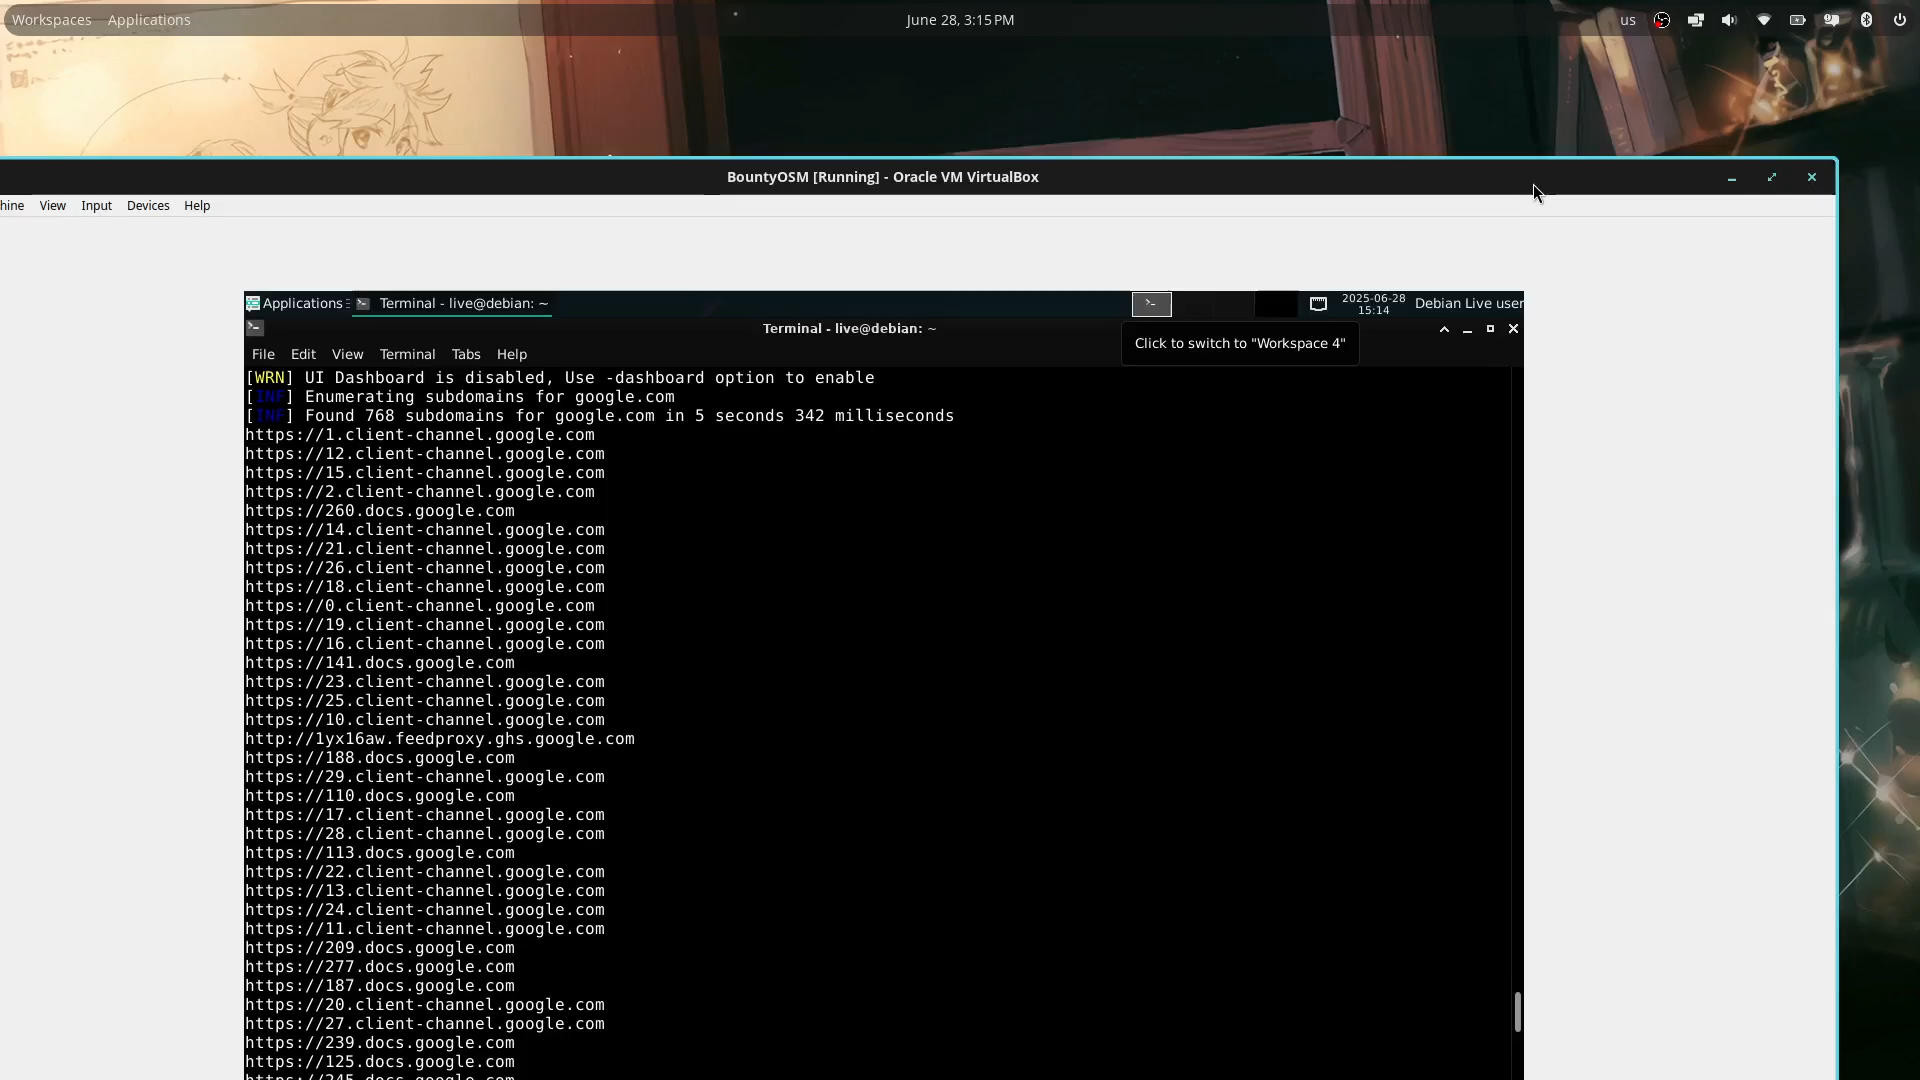 Workspaces Applications June 28, 3:15 PM us
BountyOSM [Running] - Oracle VM VirtualBox
hine View Input Devices Help
Applications Terminal - live@debian: ~ 2025-06-28 15:14 Debian Live user
Terminal - live@debian: ~
Click to switch to "Workspace 4"
File Edit View Terminal Tabs Help
[WRN] UI Dashboard is disabled, Use -dashboard option to enable
[INF] Enumerating subdomains for google.com
[INF] Found 768 subdomains for google.com in 5 seconds 342 milliseconds
https://1.client-channel.google.com
https://12.client-channel.google.com
https://15.client-channel.google.com
https://2.client-channel.google.com
https://260.docs.google.com
https://14.client-channel.google.com
https://21.client-channel.google.com
https://26.client-channel.google.com
https://18.client-channel.google.com
https://0.client-channel.google.com
https://19.client-channel.google.com
https://16.client-channel.google.com
https://141.docs.google.com
https://23.client-channel.google.com
https://25.client-channel.google.com
https://10.client-channel.google.com
http://1yx16aw.feedproxy.ghs.google.com
https://188.docs.google.com
https://29.client-channel.google.com
https://110.docs.google.com
https://17.client-channel.google.com
https://28.client-channel.google.com
https://113.docs.google.com
https://22.client-channel.google.com
https://13.client-channel.google.com
https://24.client-channel.google.com
https://11.client-channel.google.com
https://209.docs.google.com
https://277.docs.google.com
https://187.docs.google.com
https://20.client-channel.google.com
https://27.client-channel.google.com
https://239.docs.google.com
https://125.docs.google.com
https://245.docs.google.com